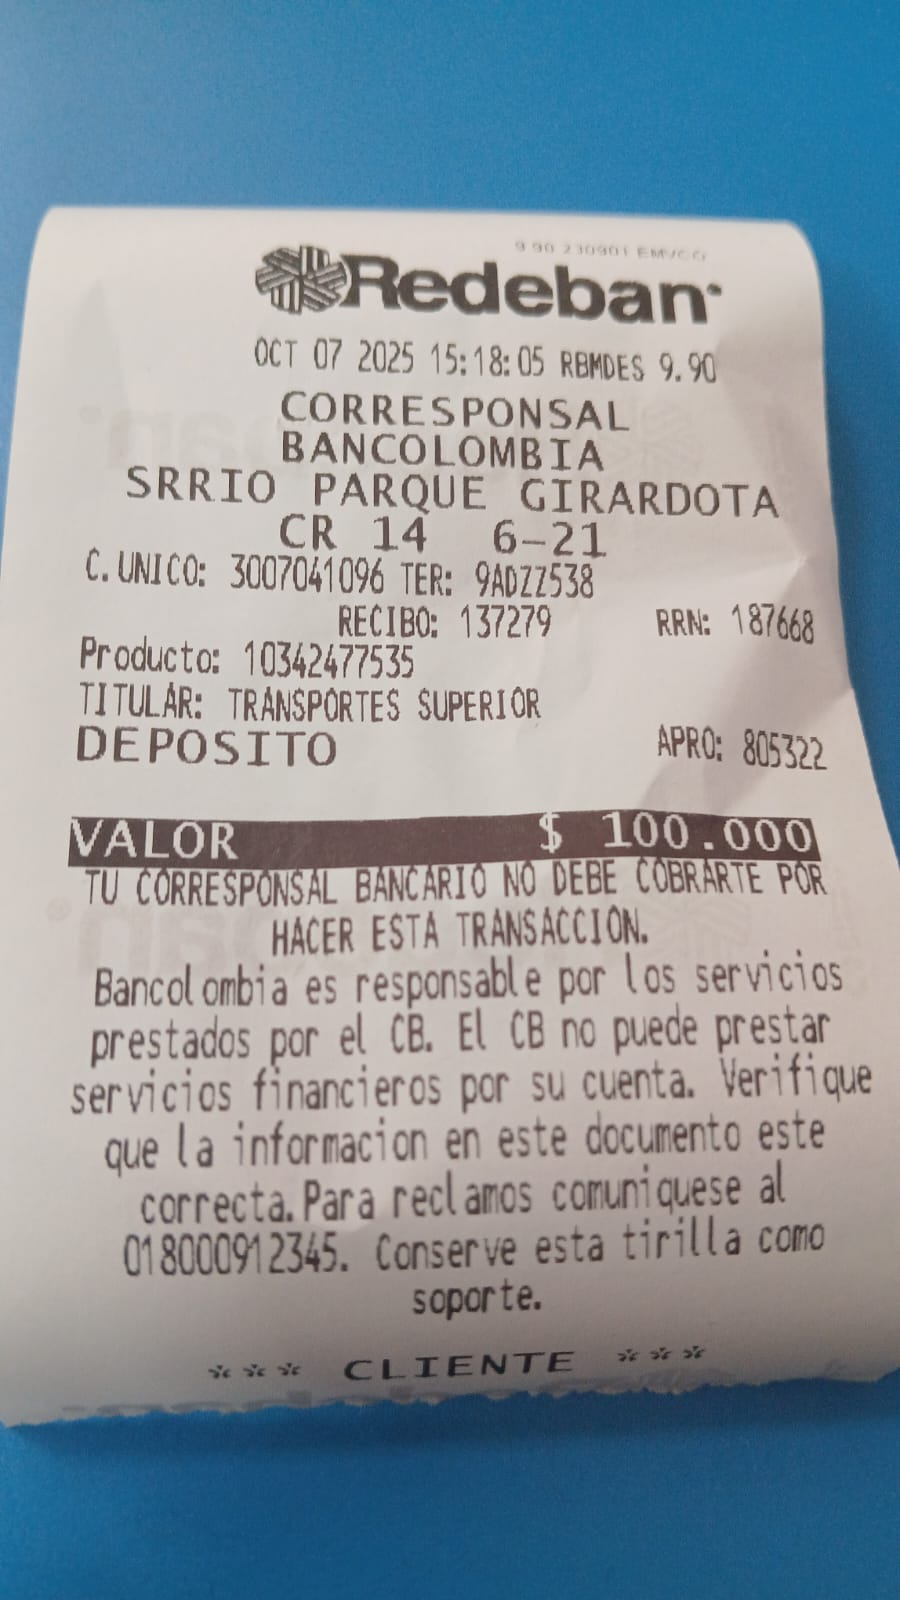 9.90 230901 EMVCO
Redeban
OCT 07 2025 15:18:05 RBMDES 9.90
CORRESPONSAL
BANCOLOMBIA
SRRIO PARQUE GIRARDOTA
CR 14 6-21
C. UNICO: 3007041096 TER: 9ADZZ538
RECIBO: 137279 RRN: 187668
Producto: 10342477535
TITULAR: TRANSPORTES SUPERIOR
DEPOSITO APRO: 805322
VALOR $ 100.000
TU CORRESPONSAL BANCARIO NO DEBE COBRARTE POR
HACER ESTA TRANSACCION.
Bancolombia es responsable por los servicios
prestados por el CB. El CB no puede prestar
servicios financieros por su cuenta. Verifique
que la informacion en este documento este
correcta. Para reclamos comuniquese al
018000912345. Conserve esta tirilla como
soporte.
*** CLIENTE ***